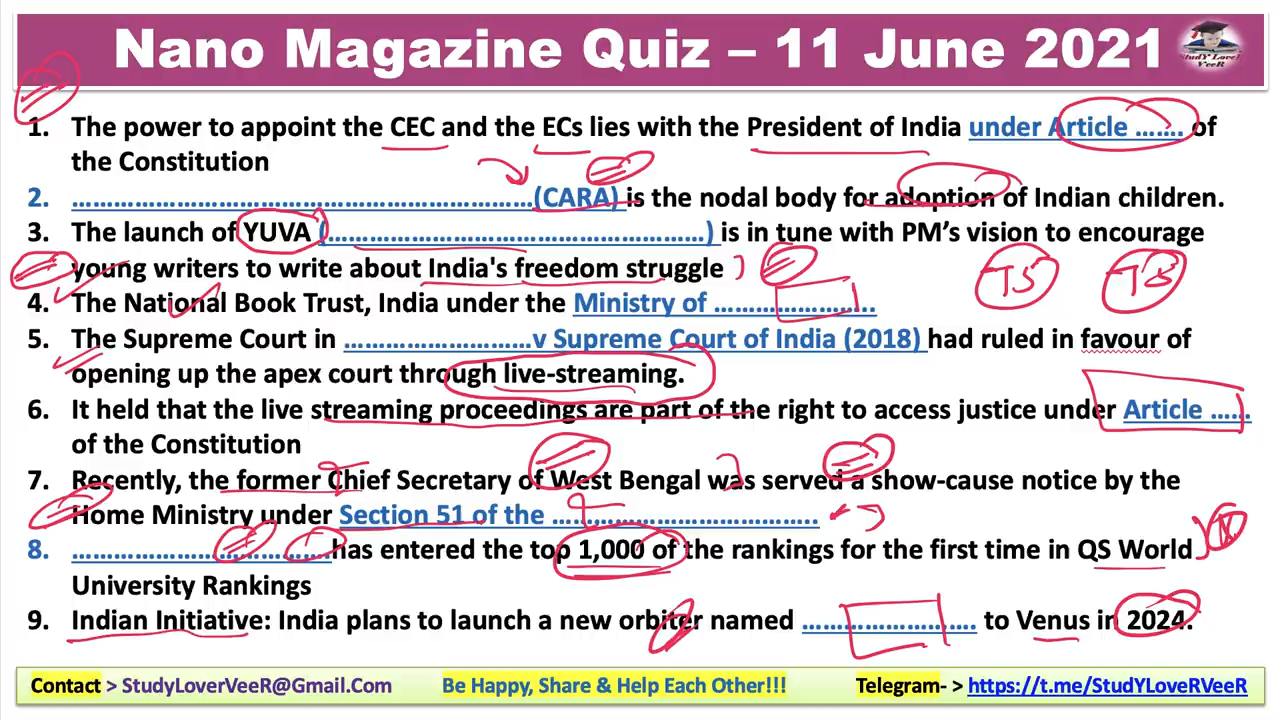 Nano Magazine Quiz – 11 June 2021
StudY LoveR
VeeR
1. The power to appoint the CEC and the ECs lies with the President of India under Article ……. of
the Constitution
2. ……………………………………………………………(CARA) is the nodal body for adoption of Indian children.
3. The launch of YUVA (…………………………………………………) is in tune with PM’s vision to encourage
young writers to write about India's freedom struggle
4. The National Book Trust, India under the Ministry of ……………………..
5. The Supreme Court in ………………………v Supreme Court of India (2018) had ruled in favour of
opening up the apex court through live-streaming.
6. It held that the live streaming proceedings are part of the right to access justice under Article ……
of the Constitution
7. Recently, the former Chief Secretary of West Bengal was served a show-cause notice by the
Home Ministry under Section 51 of the …………………………………..
8. …………………………………has entered the top 1,000 of the rankings for the first time in QS World
University Rankings
9. Indian Initiative: India plans to launch a new orbiter named …………………….. to Venus in 2024.
Contact > StudyLoverVeeR@Gmail.Com Be Happy, Share & Help Each Other!!! Telegram- > https://t.me/StudYLoveRVeeR